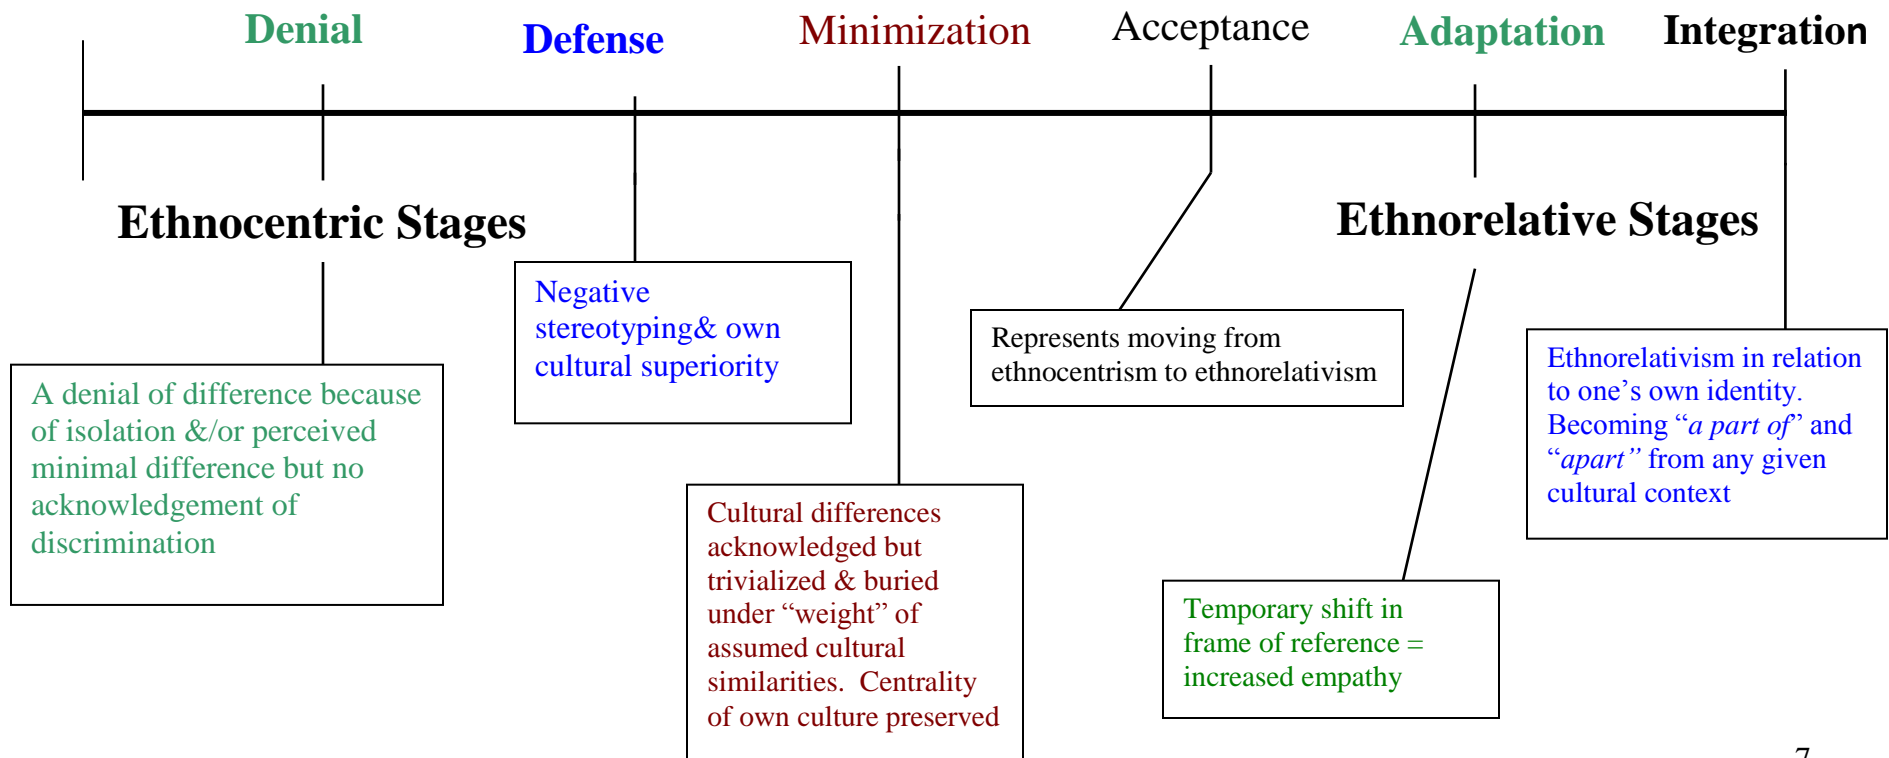 Denial
Defense
Minimization
Acceptance
Adaptation
Integration
Ethnocentric Stages
Ethnorelative Stages
A denial of difference because
of isolation &/or perceived
minimal difference but no
acknowledgement of
discrimination
Negative
stereotyping& own
cultural superiority
Cultural differences
acknowledged but
trivialized & buried
under “weight” of
assumed cultural
similarities.  Centrality
of own culture preserved
Represents moving from
ethnocentrism to ethnorelativism
Temporary shift in
frame of reference =
increased empathy
Ethnorelativism in relation
to one’s own identity.
Becoming “a part of” and
“apart” from any given
cultural context
7